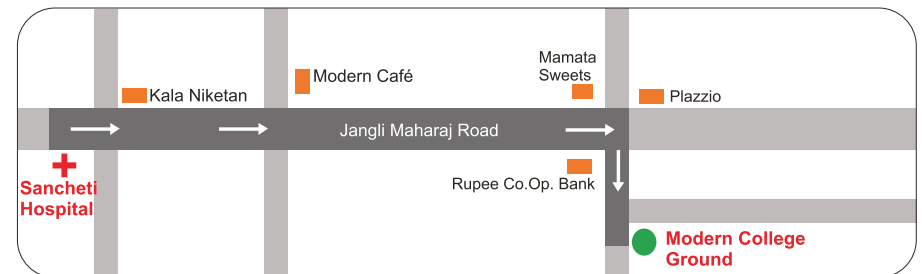 Mamata
Sweets
Modern Café
Kala Niketan
Plazzio
Jangli Maharaj Road
Rupee Co.Op. Bank
Sancheti
Hospital
Modern College
Ground